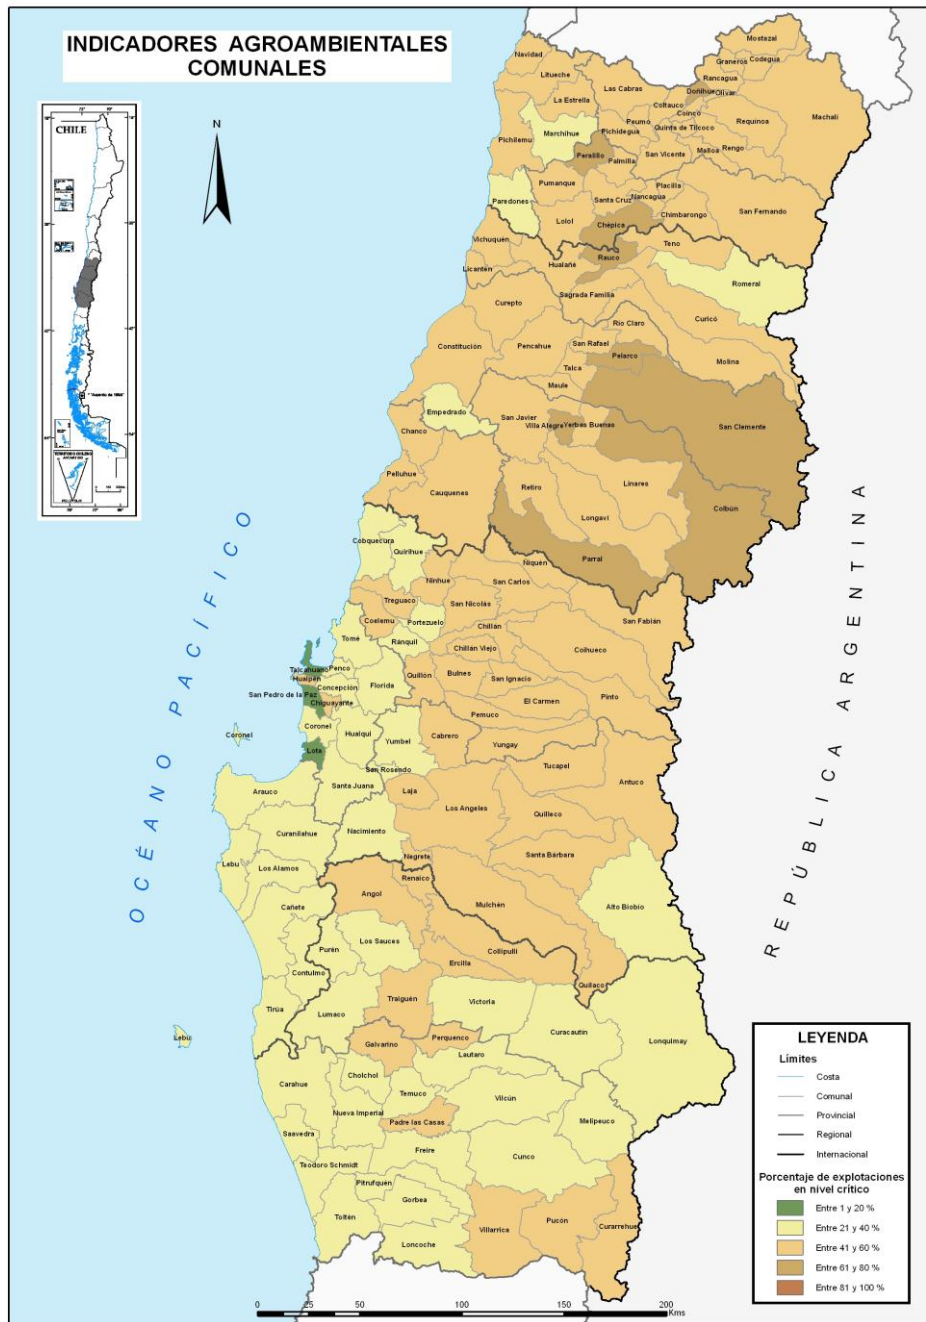 INDICADORES AGROAMBIENTALES
COMUNALES
CHILE
N
OCÉANO PACÍFICO
REPÚBLICA ARGENTINA
Mostazal
Graneros
Codegua
Rancagua
Navidad
Litueche
Las Cabras
Doñihue
Olivar
Machalí
La Estrella
Coltauco
Coinco
Peumo
Requinoa
Pichidegua
Quinta de Tilcoco
Marchihue
Pichilemu
Malloa
Rengo
San Vicente
Peralillo
Palmilla
Pumanque
Placilla
Paredones
Santa Cruz
Nancagua
San Fernando
Lolol
Chépica
Chimbarongo
Vichuquén
Teno
Rauco
Hualañé
Licantén
Romeral
Sagrada Familia
Curepto
Curicó
Río Claro
Constitución
Pencahue
San Rafael
Pelarco
Molina
Talca
Maule
Empedrado
San Javier
Villa Alegre
Yerbas Buenas
San Clemente
Chanco
Pelluhue
Cauquenes
Retiro
Linares
Longaví
Colbún
Cobquecura
Quirihue
Parral
Niquén
Ninhue
San Carlos
Treguaco
San Nicolás
Coelemu
Portezuelo
San Fabián
Chillán
Tomé
Ránquil
Chillán Viejo
Coihueco
Talcahuano
Penco
Hualpén
Concepción
Florida
Quillon
Bulnes
San Ignacio
San Pedro de la Paz
Chiguayante
El Carmen
Pinto
Pemuco
Coronel
Coronel
Hualqui
Yumbel
Cabrero
Yungay
Lota
San Rosendo
Tucapel
Antuco
Arauco
Santa Juana
Laja
Los Angeles
Quilleco
Curanilahue
Nacimiento
Negrete
Santa Bárbara
Lebu
Los Alamos
Renaico
Angol
Cañete
Mulchén
Alto Biobío
Los Sauces
Purén
Collipulli
Ercilla
Contulmo
Quilaco
Tirúa
Lumaco
Traiguén
Victoria
Curacautín
Lonquimay
Lebu
Galvarino
Perquenco
Lautaro
Cholchol
Carahue
Temuco
Vilcún
Nueva Imperial
Melipeuco
Padre las Casas
Saavedra
Freire
Cunco
Teodoro Schmidt
Pitrufquén
Gorbea
Toltén
Villarrica
Pucón
Curarrehue
Loncoche
LEYENDA
Límites
Costa
Comunal
Provincial
Regional
Internacional
Porcentaje de explotaciones
en nivel crítico
Entre 1 y 20 %
Entre 21 y 40 %
Entre 41 y 60 %
Entre 61 y 80 %
Entre 81 y 100 %
0 25 50 100 150 200
Kms